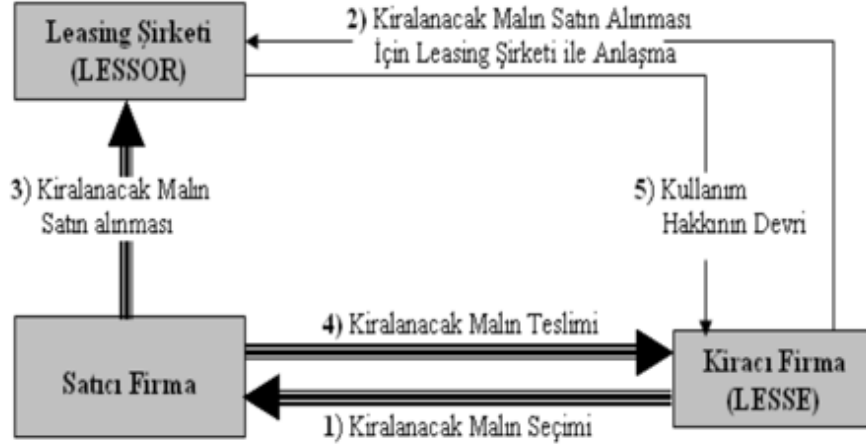 Leasing Şirketi
(LESSOR)
2) Kiralanacak Malın Satın Alınması
İçin Leasing Şirketi ile Anlaşma
3) Kiralanacak Malın
Satın alınması
5) Kullanım
Hakkının Devri
4) Kiralanacak Malın Teslimi
Satıcı Firma
Kiracı Firma
(LESSE)
1) Kiralanacak Malın Seçimi